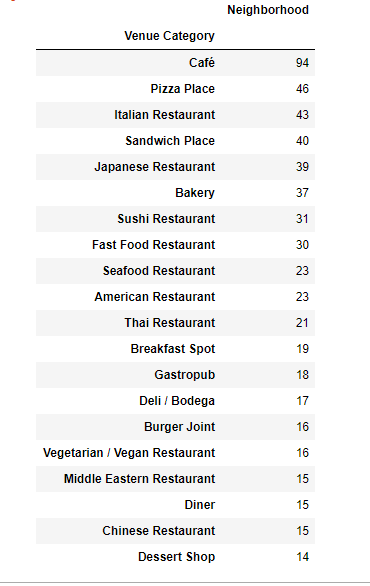 Neighborhood
Venue Category
Café 94
Pizza Place 46
Italian Restaurant 43
Sandwich Place 40
Japanese Restaurant 39
Bakery 37
Sushi Restaurant 31
Fast Food Restaurant 30
Seafood Restaurant 23
American Restaurant 23
Thai Restaurant 21
Breakfast Spot 19
Gastropub 18
Deli / Bodega 17
Burger Joint 16
Vegetarian / Vegan Restaurant 16
Middle Eastern Restaurant 15
Diner 15
Chinese Restaurant 15
Dessert Shop 14